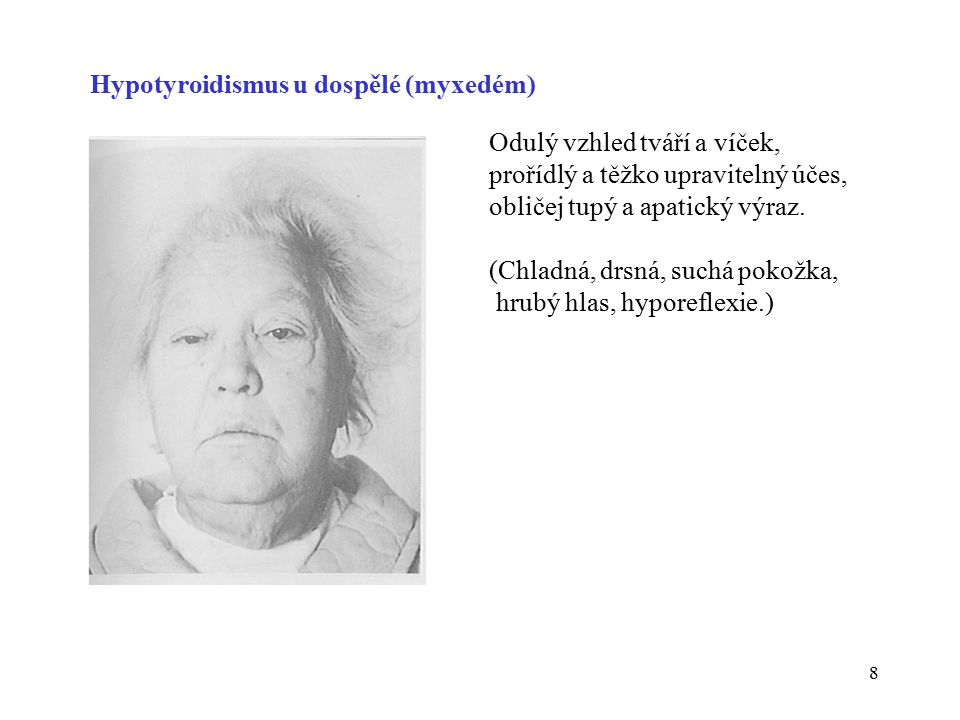 Hypotyroidismus u dospělé (myxedém)
Odulý vzhled tváří a víček,
prořídlý a těžko upravitelný účes,
obličej tupý a apatický výraz.
(Chladná, drsná, suchá pokožka,
hrubý hlas, hyporeflexie.)
8